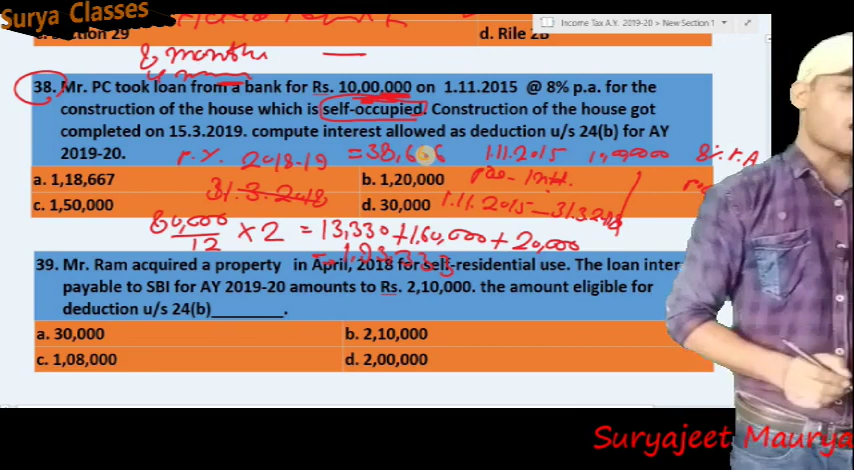 Surya Classes
Income Tax A.Y. 2019-20 > New Section 1
c. Section 29
d. Rile 2B
8 months
38. Mr. PC took loan from a bank for Rs. 10,00,000 on 1.11.2015 @ 8% p.a. for the
construction of the house which is self-occupied. Construction of the house got
completed on 15.3.2019. compute interest allowed as deduction u/s 24(b) for AY
2019-20.
P.Y. 2018-19 = 38,666 1.11.2015 10,00,000 8% P.A
a. 1,18,667
b. 1,20,000
31.3.2018
c. 1,50,000
d. 30,000
1.11.2015 - 31.3.2018
80,000/12 × 2 = 13,330 + 1,60,000 + 20,000
= 1,93,333
39. Mr. Ram acquired a property in April, 2018 for self-residential use. The loan inter
payable to SBI for AY 2019-20 amounts to Rs. 2,10,000. the amount eligible for
deduction u/s 24(b)________.
a. 30,000
b. 2,10,000
c. 1,08,000
d. 2,00,000
Suryajeet Maurya